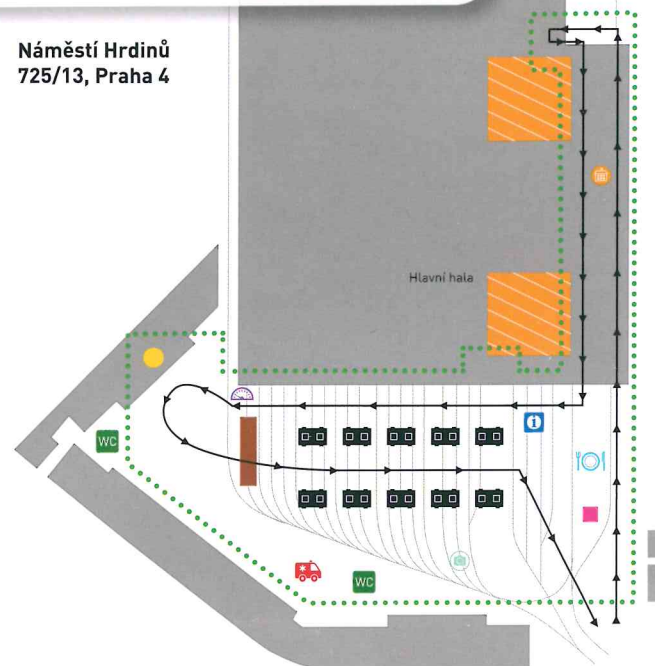 Náměstí Hrdinů
725/13, Praha 4
Hlavní hala
WC
i
WC